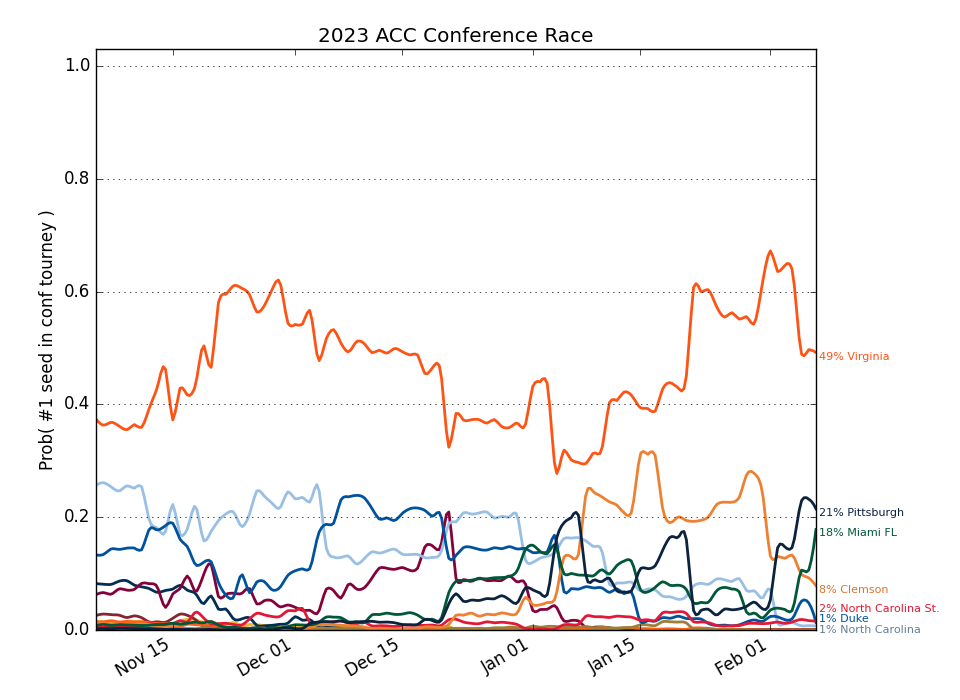 2023 ACC Conference Race
Prob( #1 seed in conf tourney )
1.0
0.8
0.6
0.4
0.2
0.0
Nov 15
Dec 01
Dec 15
Jan 01
Jan 15
Feb 01
49% Virginia
21% Pittsburgh
18% Miami FL
8% Clemson
2% North Carolina St.
1% Duke
1% North Carolina